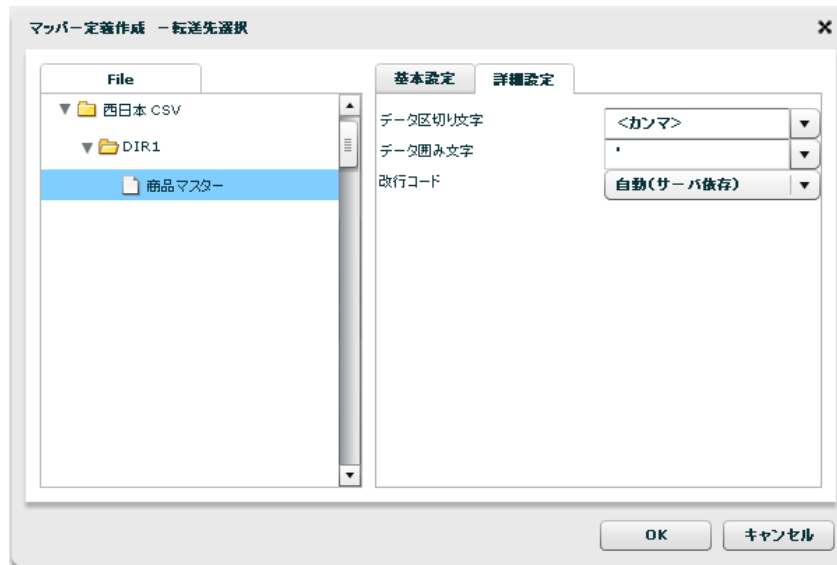 マッパー定義作成 －転送先選択
File
西日本 CSV
DIR1
商品マスター
基本設定 詳細設定
データ区切り文字 <カンマ>
データ囲み文字 '
改行コード 自動(サーバ依存)
OK キャンセル